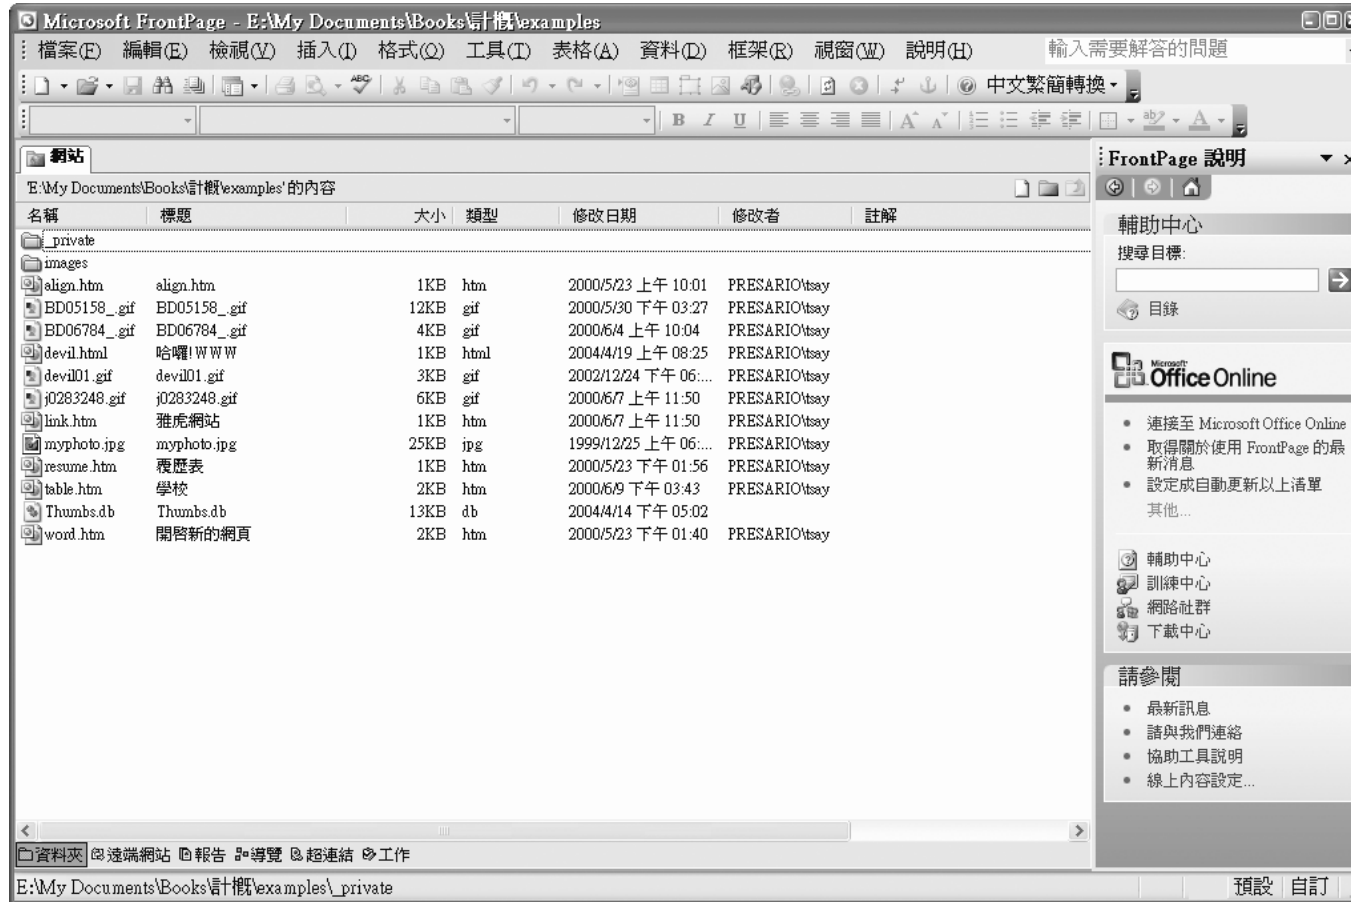 Microsoft FrontPage - E:\My Documents\Books\計概\examples
檔案(F) 編輯(E) 檢視(V) 插入(I) 格式(O) 工具(T) 表格(A) 資料(D) 框架(R) 視窗(W) 說明(H) 輸入需要解答的問題
中文繁簡轉換
B I U A A ab A
網站
'E:\My Documents\Books\計概\examples' 的內容
名稱 標題 大小 類型 修改日期 修改者 註解
_private
images
align.htm align.htm 1KB htm 2000/5/23 上午 10:01 PRESARIO\tsay
BD05158_.gif BD05158_.gif 12KB gif 2000/5/30 下午 03:27 PRESARIO\tsay
BD06784_.gif BD06784_.gif 4KB gif 2000/6/4 上午 10:04 PRESARIO\tsay
devil.html 哈囉!WWW 1KB html 2004/4/19 上午 08:25 PRESARIO\tsay
devil01.gif devil01.gif 3KB gif 2002/12/24 下午 06:... PRESARIO\tsay
j0283248.gif j0283248.gif 6KB gif 2000/6/7 上午 11:50 PRESARIO\tsay
link.htm 雅虎網站 1KB htm 2000/6/7 上午 11:50 PRESARIO\tsay
myphoto.jpg myphoto.jpg 25KB jpg 1999/12/25 上午 06:... PRESARIO\tsay
resume.htm 履歷表 1KB htm 2000/5/23 下午 01:56 PRESARIO\tsay
table.htm 學校 2KB htm 2000/6/9 下午 03:43 PRESARIO\tsay
Thumbs.db Thumbs.db 13KB db 2004/4/14 下午 05:02
word.htm 開啓新的網頁 2KB htm 2000/5/23 下午 01:40 PRESARIO\tsay
資料夾 遠端網站 報告 導覽 超連結 工作
E:\My Documents\Books\計概\examples\_private
FrontPage 說明
輔助中心
搜尋目標:
目錄
Microsoft
Office Online
連接至 Microsoft Office Online
取得關於使用 FrontPage 的最
新消息
設定成自動更新以上清單
其他...
輔助中心
訓練中心
網路社群
下載中心
請參閱
最新訊息
請與我們連絡
協助工具說明
線上內容設定...
預設 自訂